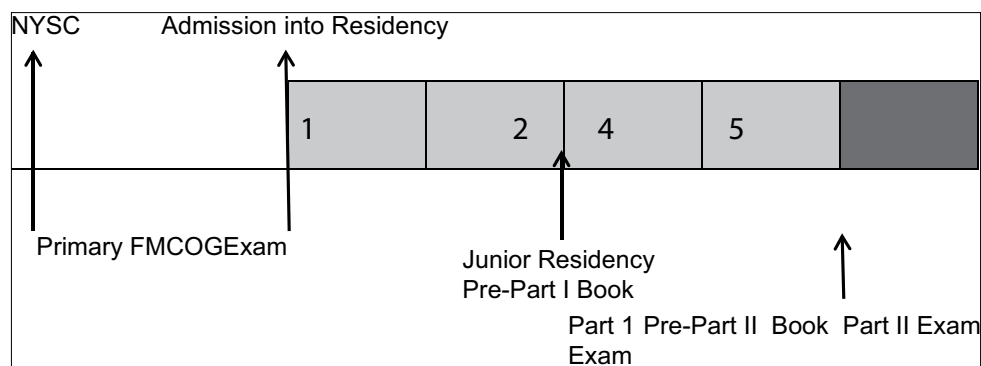 NYSC Admission into Residency
1 2 4 5
Primary FMCOGExam
Junior Residency
Pre-Part I Book
Part 1 Pre-Part II Book Part II Exam
Exam